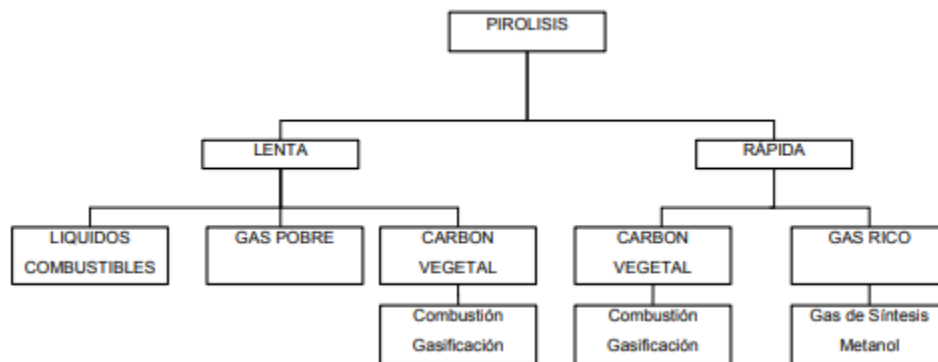 PIROLISIS
LENTA
RÁPIDA
LIQUIDOS
COMBUSTIBLES
GAS POBRE
CARBON
VEGETAL
CARBON
VEGETAL
GAS RICO
Combustión
Gasificación
Combustión
Gasificación
Gas de Síntesis
Metanol